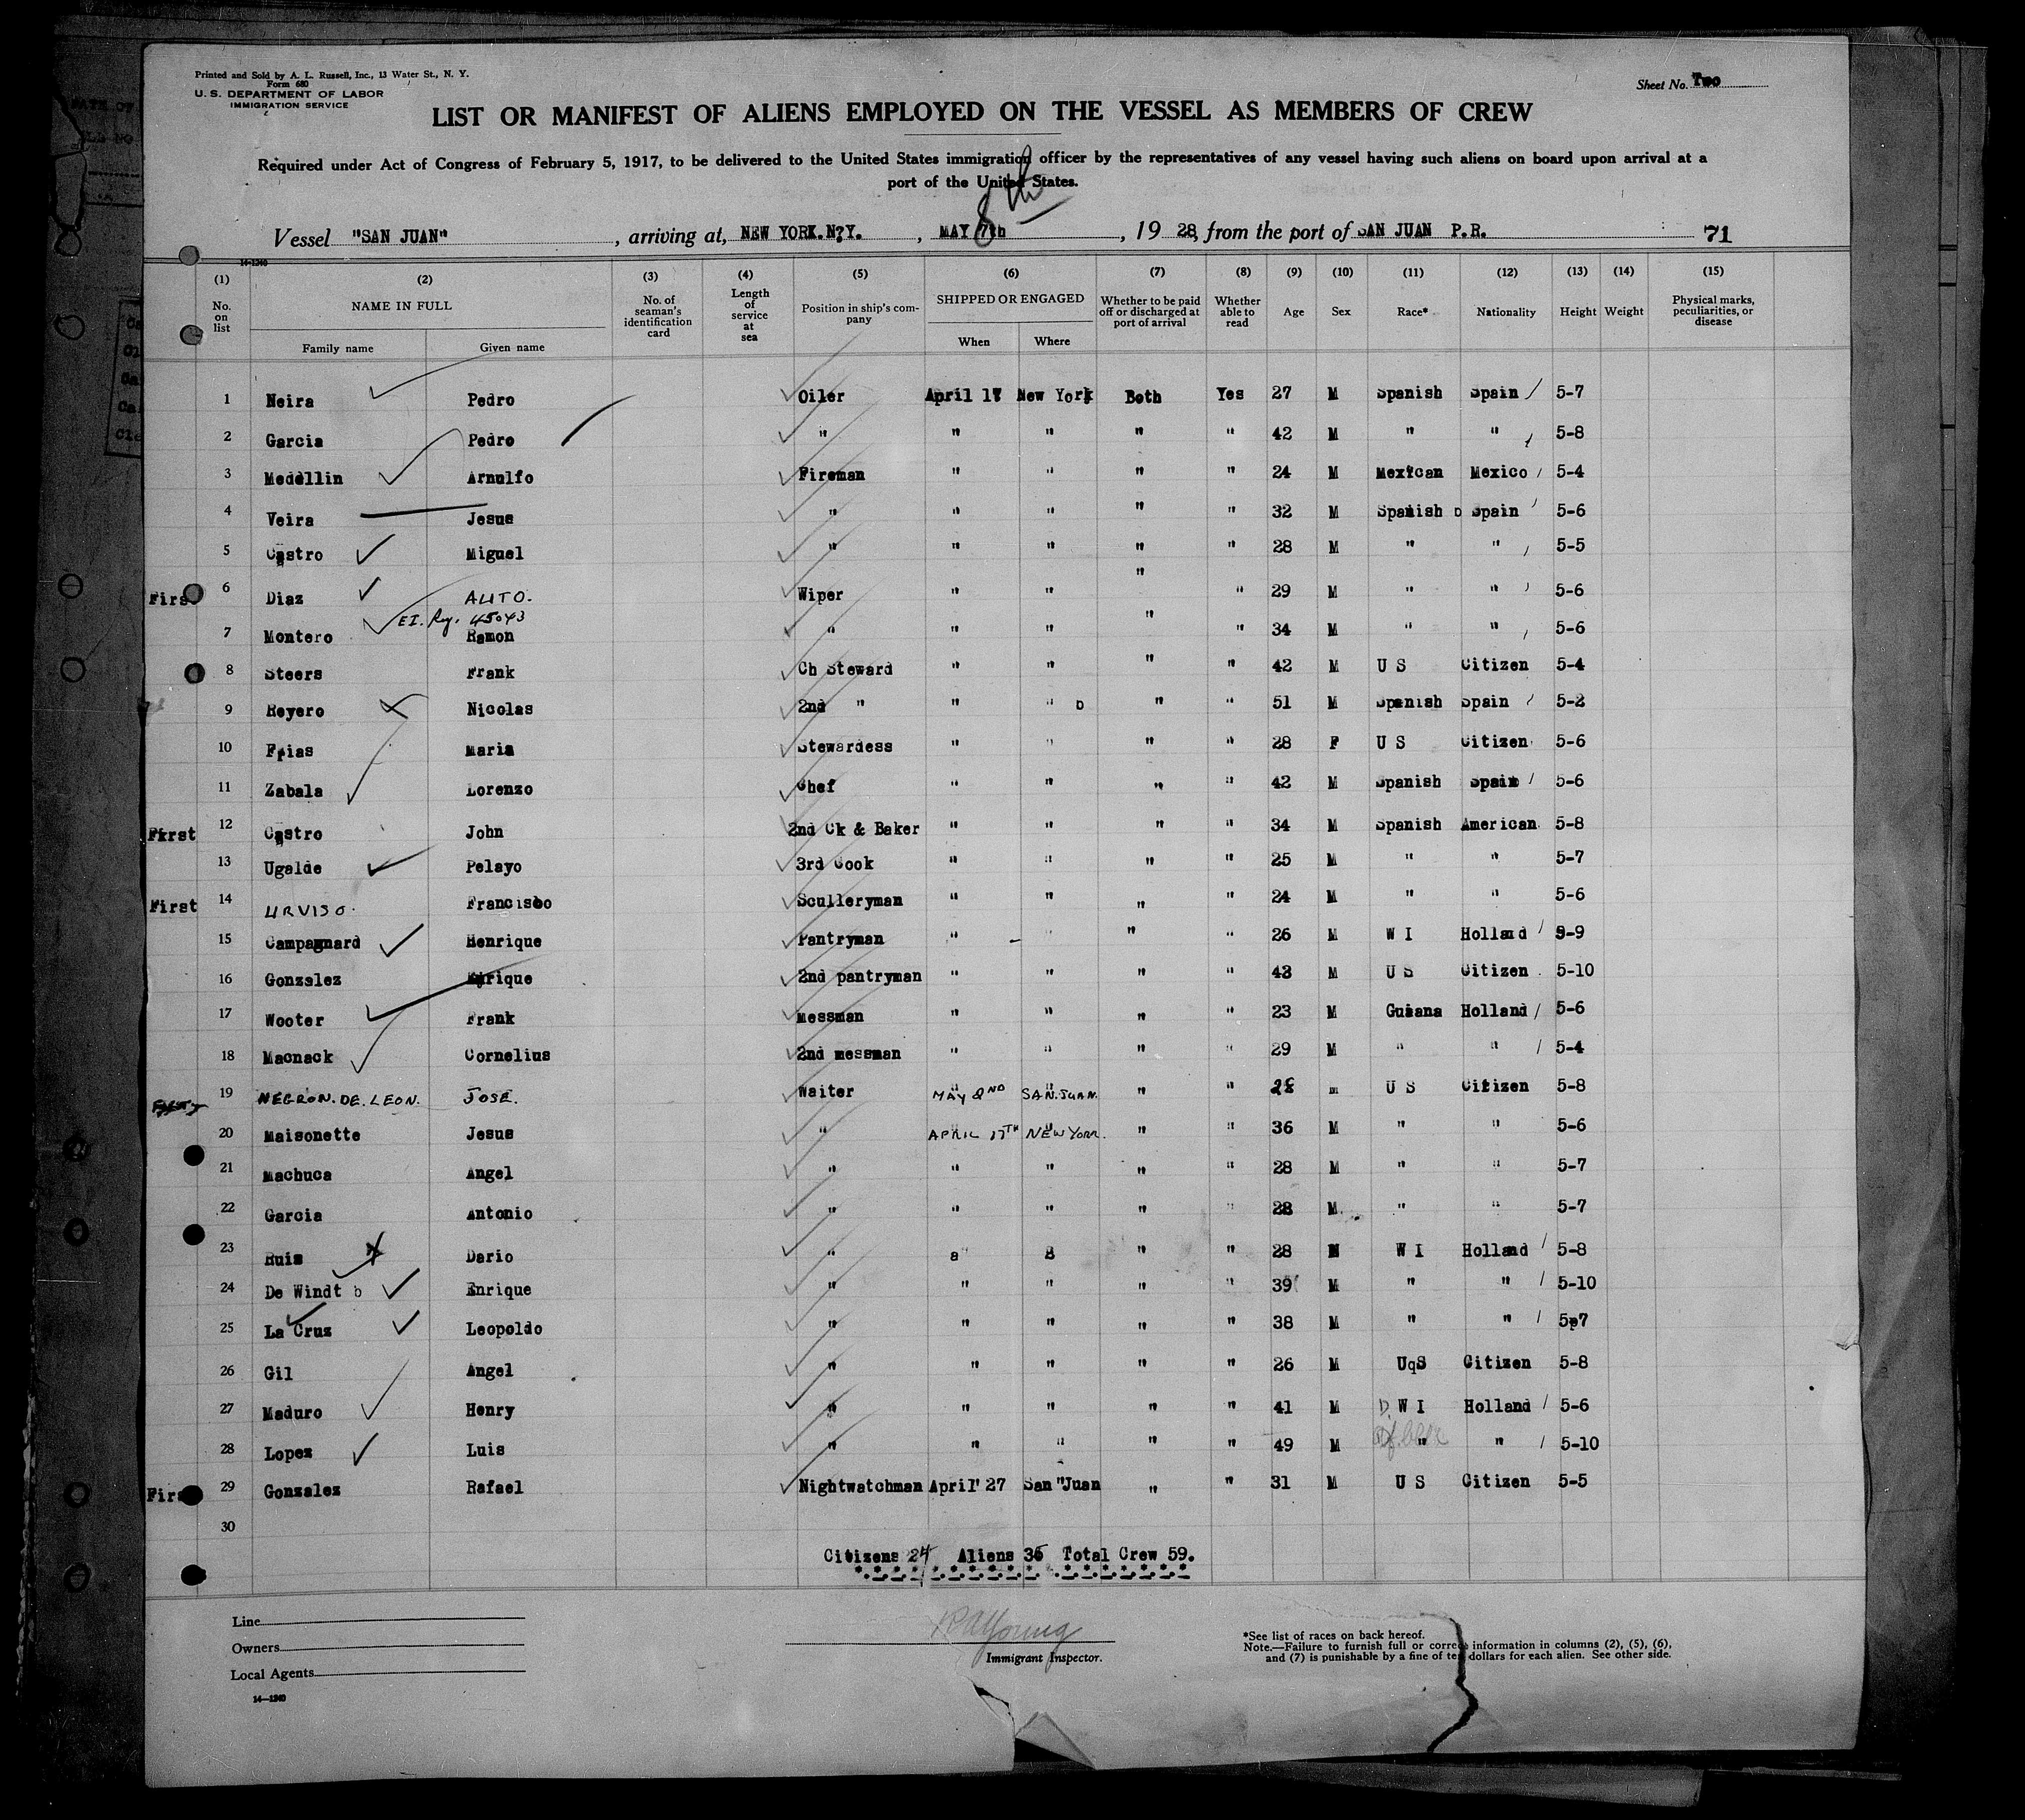 Printed and Sold by A. L. Russell, Inc., 13 Water St., N. Y.
Form 680
U. S. DEPARTMENT OF LABOR
IMMIGRATION SERVICE
Sheet No. Two
LIST OR MANIFEST OF ALIENS EMPLOYED ON THE VESSEL AS MEMBERS OF CREW
Required under Act of Congress of February 5, 1917, to be delivered to the United States immigration officer by the representatives of any vessel having such aliens on board upon arrival at a
port of the United States.
8th
Vessel "SAN JUAN", arriving at, NEW YORK.N?Y., MAY 7th, 1928, from the port of SAN JUAN P.R. 71
14-1240
(1) (2) (3) (4) (5) (6) (7) (8) (9) (10) (11) (12) (13) (14) (15)
No. on list NAME IN FULL Family name Given name No. of seaman's identification card Length of service at sea Position in ship's company SHIPPED OR ENGAGED When Where Whether to be paid off or discharged at port of arrival Whether able to read Age Sex Race* Nationality Height Weight Physical marks, peculiarities, or disease
1 Neira Pedro Oiler April 17 New York Both Yes 27 M Spanish Spain 5-7
2 Garcia Pedro " " " " " 42 M " " 5-8
3 Medellin Arnulfo Fireman " " " " 24 M Mexican Mexico 5-4
4 Veira Jesus " " " " " 32 M Spanish Spain 5-6
5 Castro Miguel " " " " " 28 M " " 5-5
First 6 Diaz ALITO. Wiper " " " " 29 M " " 5-6
EI. Reg. 45043
7 Montero Ramon " " " " " 34 M " " 5-6
8 Steers Frank Ch Steward " " " " 42 M U S Citizen 5-4
9 Reyero Nicolas 2nd " " " " " 51 M Spanish Spain 5-2
10 Frias Maria Stewardess " " " " 28 F U S Citizen 5-6
11 Zabala Lorenzo Chef " " " " 42 M Spanish Spain 5-6
First 12 Castro John 2nd Ck & Baker " " " " 34 M Spanish American 5-8
13 Ugalde Pelayo 3rd Cook " " " " 25 M " " 5-7
First 14 URVISO. Francisco Sculleryman " " " " 24 M " " 5-6
15 Campagnard Henrique Pantryman " " " " 26 M W I Holland 9-9
16 Gonzalez Enrique 2nd pantryman " " " " 43 M U S Citizen 5-10
17 Wooter Frank Messman " " " " 23 M Guiana Holland 5-6
18 Macnack Cornelius 2nd messman " " " " 29 M " " 5-4
19 NEGRON. DE. LEON. JOSE. Waiter MAY 2ND SAN. JUAN. " " 28 m U S Citizen 5-8
20 Maisonette Jesus " APRIL 17TH NEW YORK. " " 36 M " " 5-6
21 Machuca Angel " " " " " 28 M " " 5-7
22 Garcia Antonio " " " " " 28 M " " 5-7
23 Ruis Dario " " " " " 28 M W I Holland 5-8
24 De Windt Enrique " " " " " 39 M " " 5-10
25 La Cruz Leopoldo " " " " " 38 M " " 5-7
26 Gil Angel " " " " " 26 M UqS Citizen 5-8
27 Maduro Henry " " " " " 41 M D. W I Holland 5-6
28 Lopez Luis " " " " " 49 M " " 5-10
First 29 Gonzalez Rafael Nightwatchman April 27 San Juan " " 31 M U S Citizen 5-5
30
Citizens 24 Aliens 35 Total Crew 59.
Line
Owners
Local Agents
14—1240
RA Young
Immigrant Inspector.
*See list of races on back hereof.
Note.—Failure to furnish full or correct information in columns (2), (5), (6),
and (7) is punishable by a fine of ten dollars for each alien. See other side.